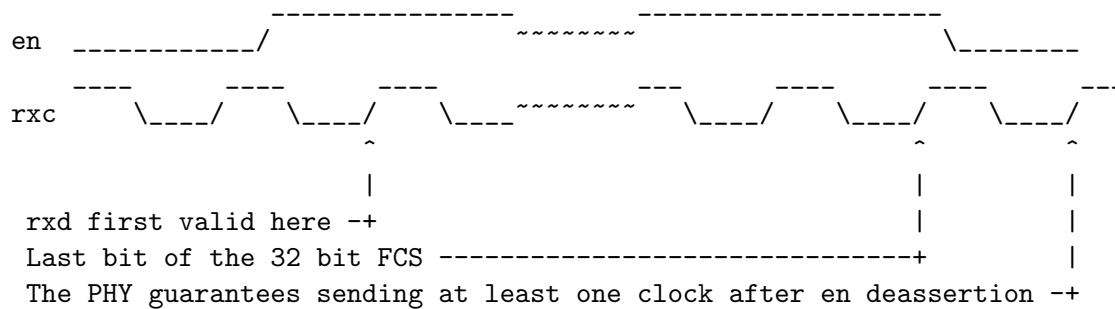 en
rxc
rxd first valid here -+
Last bit of the 32 bit FCS -------------------------------+
The PHY guarantees sending at least one clock after en deassertion -+